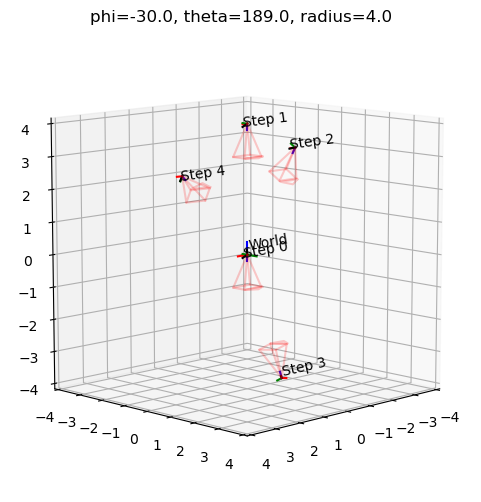 phi=-30.0, theta=189.0, radius=4.0
Step 1
Step 2
Step 4
World
Step 0
Step 3
4
3
2
1
0
−1
−2
−3
−4
−4 −3 −2 −1 0 1 2 3 4
4 3 2 1 0 −1 −2 −3 −4